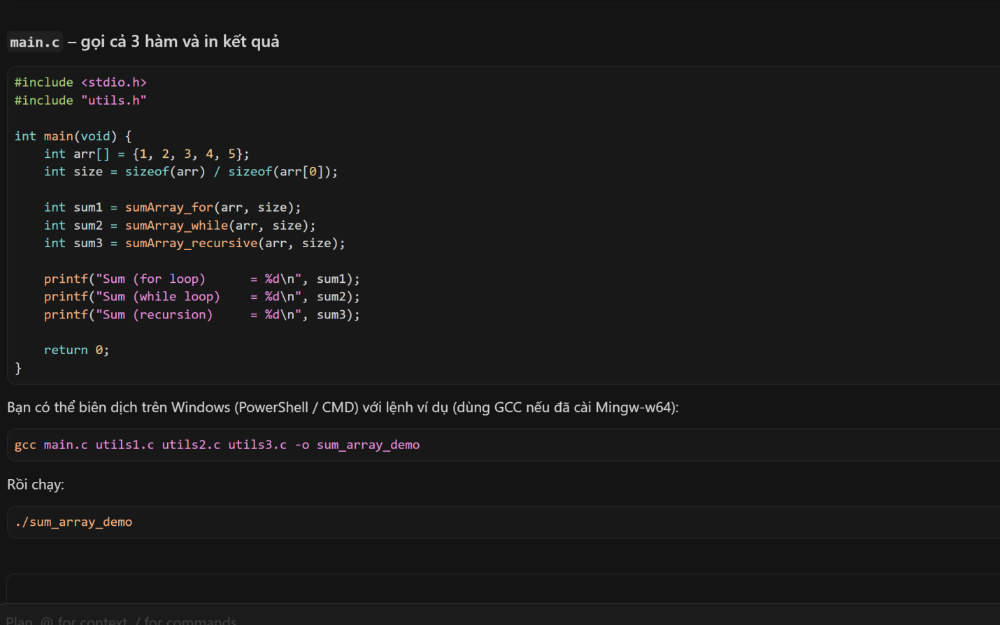 main.c – gọi cả 3 hàm và in kết quả
#include <stdio.h>
#include "utils.h"
int main(void) {
    int arr[] = {1, 2, 3, 4, 5};
    int size = sizeof(arr) / sizeof(arr[0]);
    int sum1 = sumArray_for(arr, size);
    int sum2 = sumArray_while(arr, size);
    int sum3 = sumArray_recursive(arr, size);
    printf("Sum (for loop)      = %d\n", sum1);
    printf("Sum (while loop)    = %d\n", sum2);
    printf("Sum (recursion)     = %d\n", sum3);
    return 0;
}
Bạn có thể biên dịch trên Windows (PowerShell / CMD) với lệnh ví dụ (dùng GCC nếu đã cài Mingw-w64):
gcc main.c utils1.c utils2.c utils3.c -o sum_array_demo
Rồi chạy:
./sum_array_demo
Plan, @ for context, / for commands